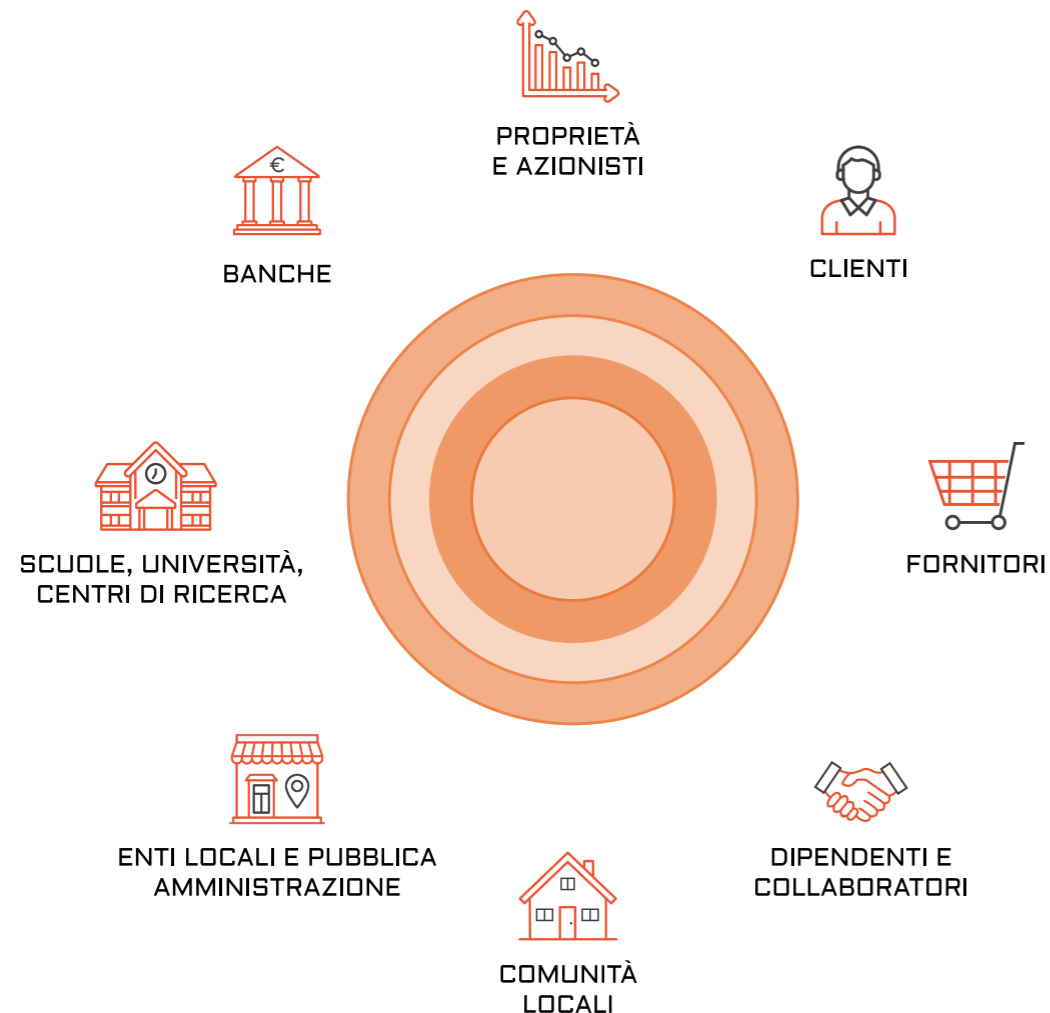 PROPRIETÀ
E AZIONISTI
€
BANCHE
CLIENTI
SCUOLE, UNIVERSITÀ,
CENTRI DI RICERCA
FORNITORI
ENTI LOCALI E PUBBLICA
AMMINISTRAZIONE
DIPENDENTI E
COLLABORATORI
COMUNITÀ
LOCALI